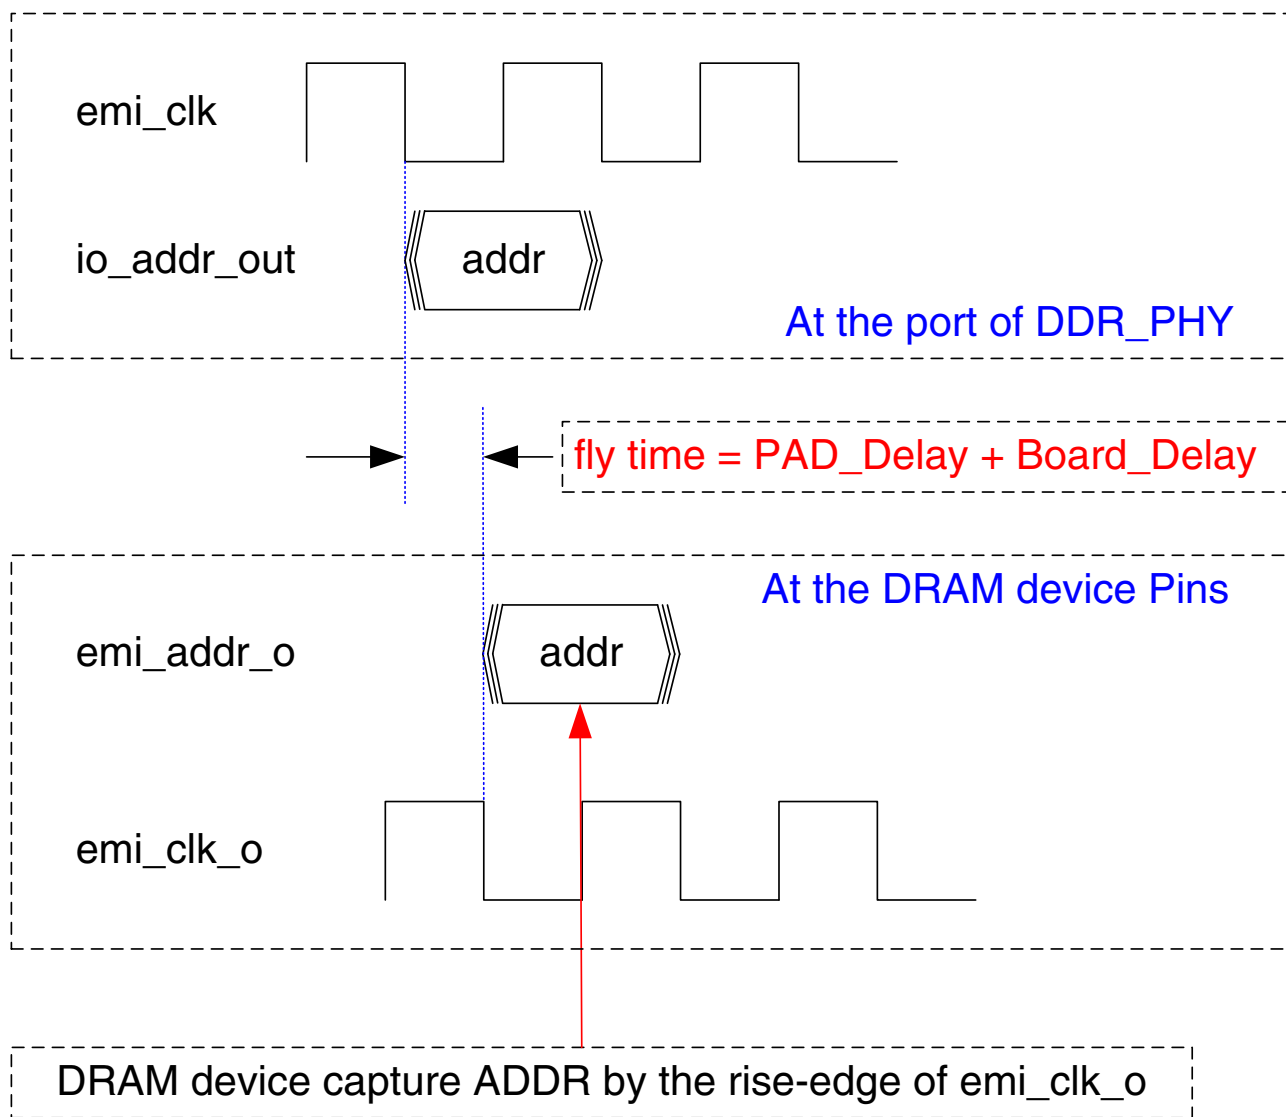 emi_clk
io_addr_out
addr
At the port of DDR_PHY
fly time = PAD_Delay + Board_Delay
At the DRAM device Pins
emi_addr_o
addr
emi_clk_o
DRAM device capture ADDR by the rise-edge of emi_clk_o